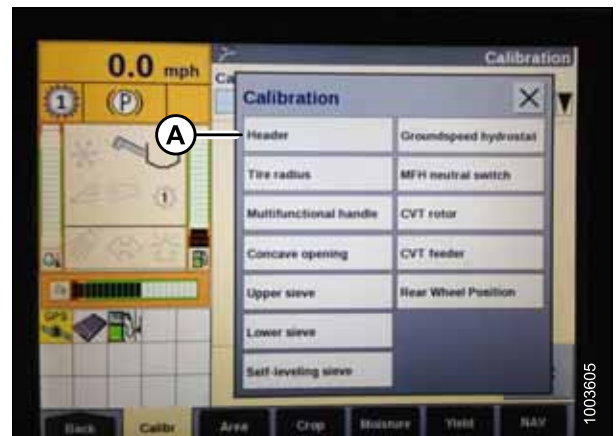 0.0 mph
Calibration
Ca
1
(P)
Calibration
A
Header
Groundspeed hydrostat
Tire radius
MFH neutral switch
1
Multifunctional handle
CVT rotor
Concave opening
CVT feeder
Upper sieve
Rear Wheel Position
Lower sieve
GPS
Self-leveling sieve
Back
Calibr
Area
Crop
Moisture
Yield
NAV
1003605